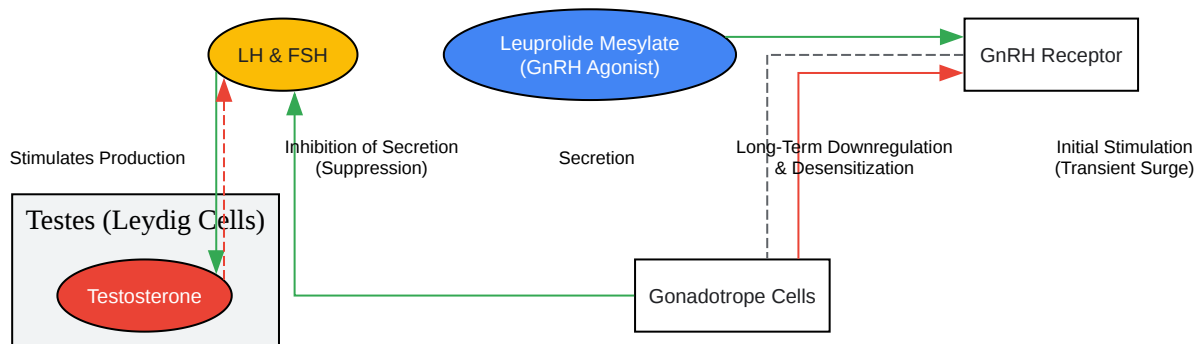 LH & FSH
Leuprolide Mesylate
(GnRH Agonist)
GnRH Receptor
Stimulates Production
Inhibition of Secretion
(Suppression)
Secretion
Long-Term Downregulation
& Desensitization
Initial Stimulation
(Transient Surge)
Testes (Leydig Cells)
Testosterone
Gonadotrope Cells